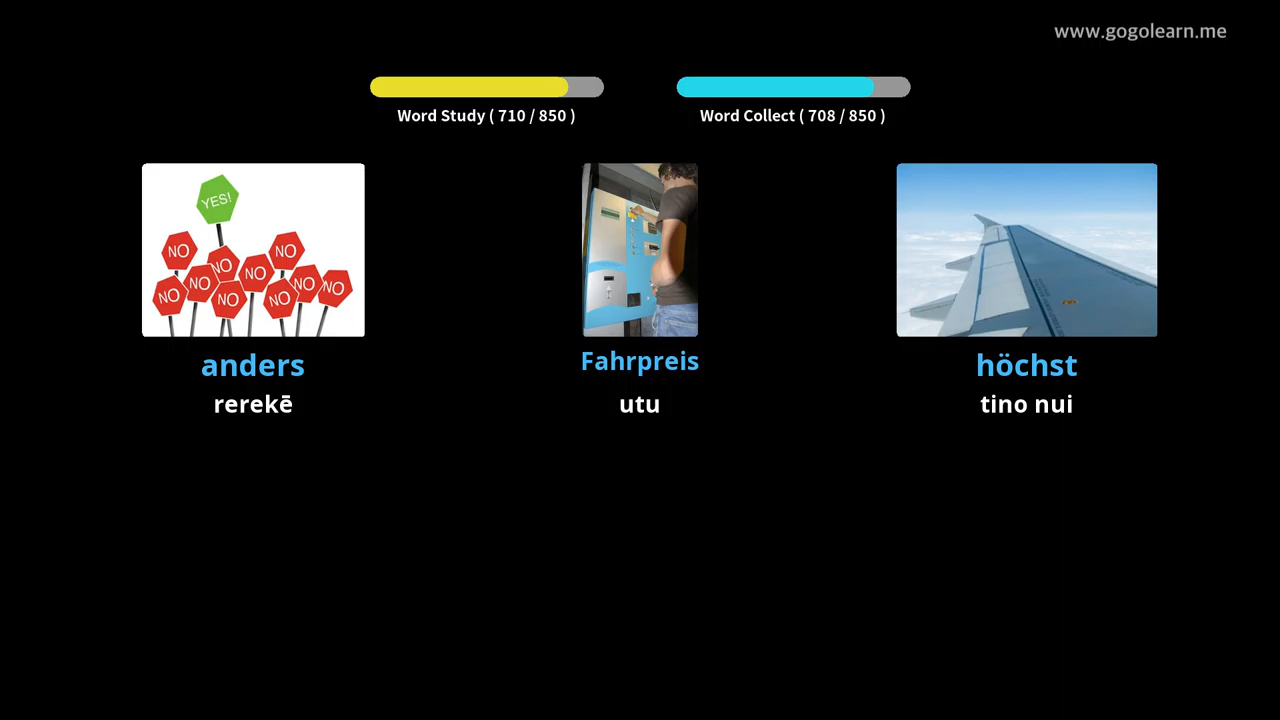 www.gogolearn.me
Word Study ( 710 / 850 )
Word Collect ( 708 / 850 )
YES!
NO
NO
NO
NO
NO
NO
NO
NO
NO
NO
anders
Fahrpreis
höchst
rerekē
utu
tino nui